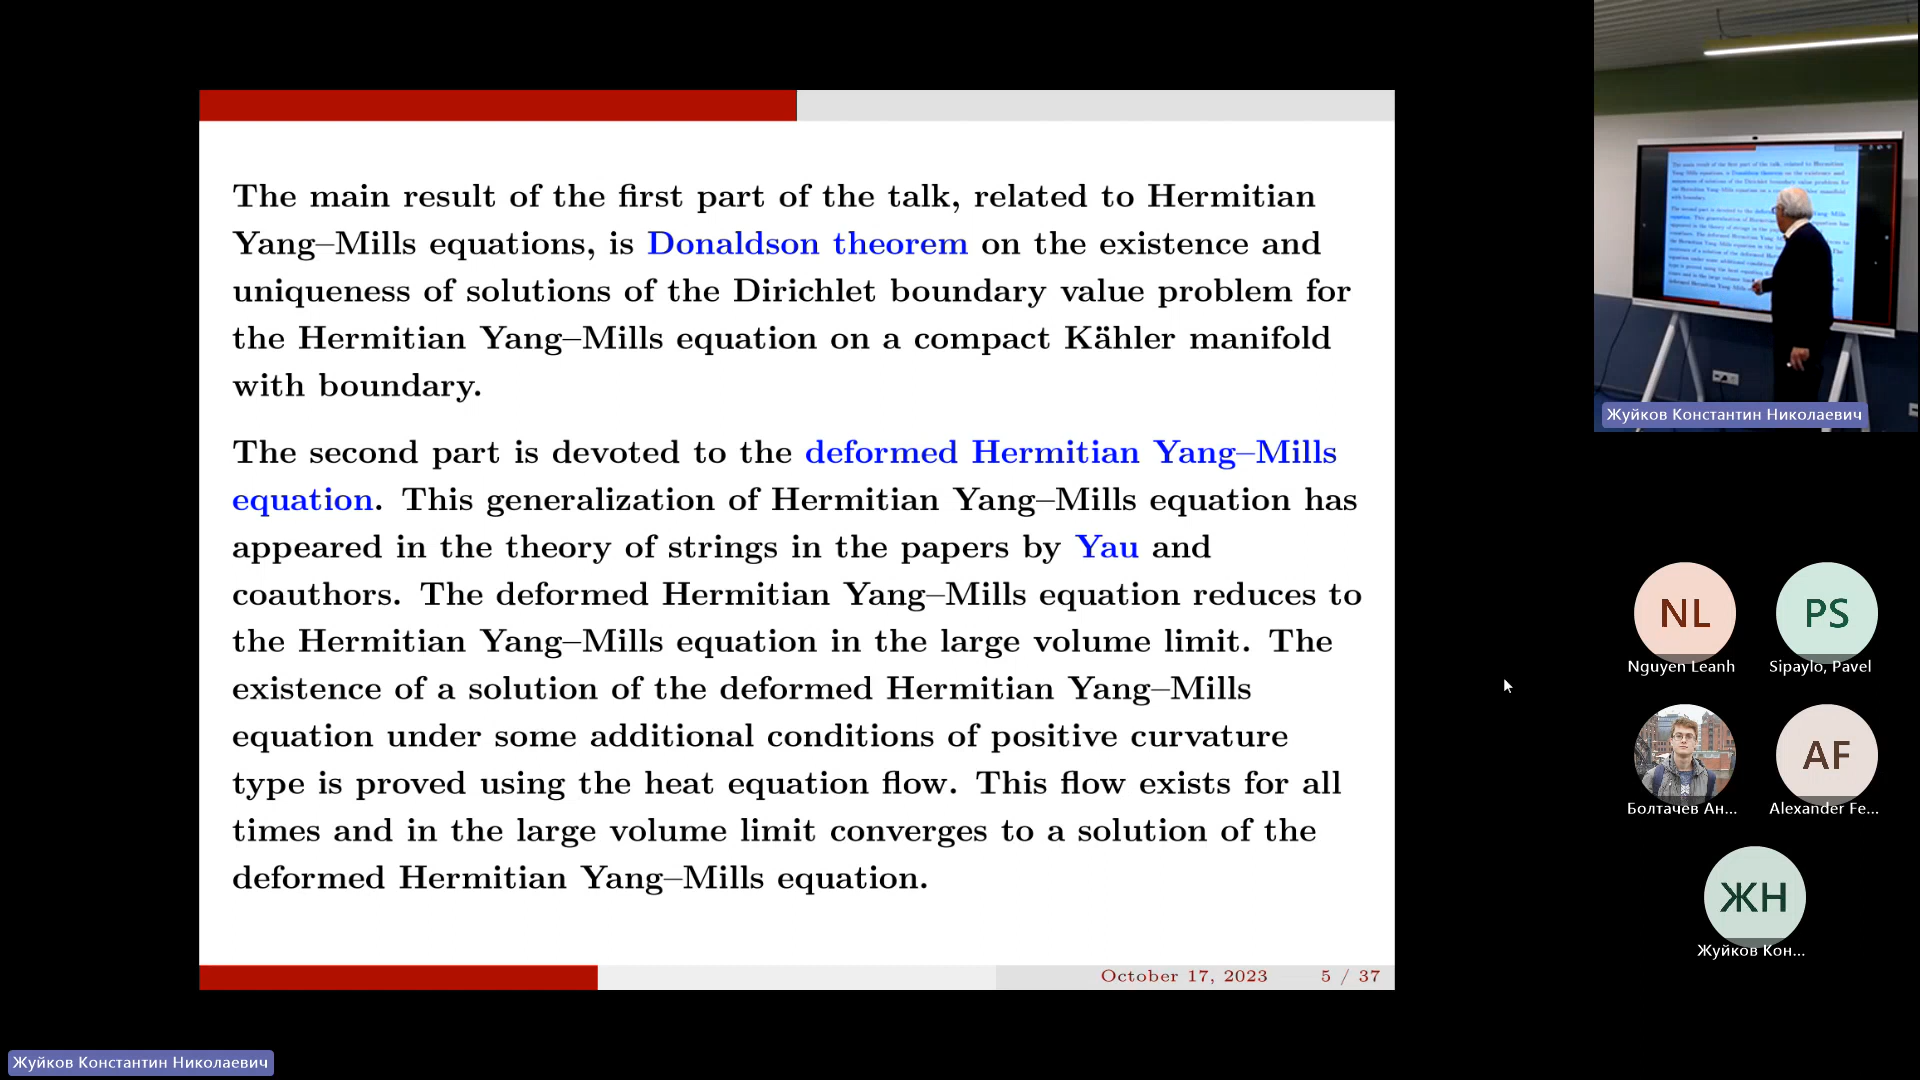 The main result of the first part of the talk, related to Hermitian
Yang–Mills equations, is Donaldson theorem on the existence and
uniqueness of solutions of the Dirichlet boundary value problem for
the Hermitian Yang–Mills equation on a compact Kähler manifold
with boundary.
The second part is devoted to the deformed Hermitian Yang–Mills
equation. This generalization of Hermitian Yang–Mills equation has
appeared in the theory of strings in the papers by Yau and
coauthors. The deformed Hermitian Yang–Mills equation reduces to
the Hermitian Yang–Mills equation in the large volume limit. The
existence of a solution of the deformed Hermitian Yang–Mills
equation under some additional conditions of positive curvature
type is proved using the heat equation flow. This flow exists for all
times and in the large volume limit converges to a solution of the
deformed Hermitian Yang–Mills equation.
October 17, 2023 5 / 37
Жуйков Константин Николаевич
NL
Nguyen Leanh
PS
Sipaylo, Pavel
Болтачев Ан...
AF
Alexander Fe...
ЖН
Жуйков Кон...
Жуйков Константин Николаевич